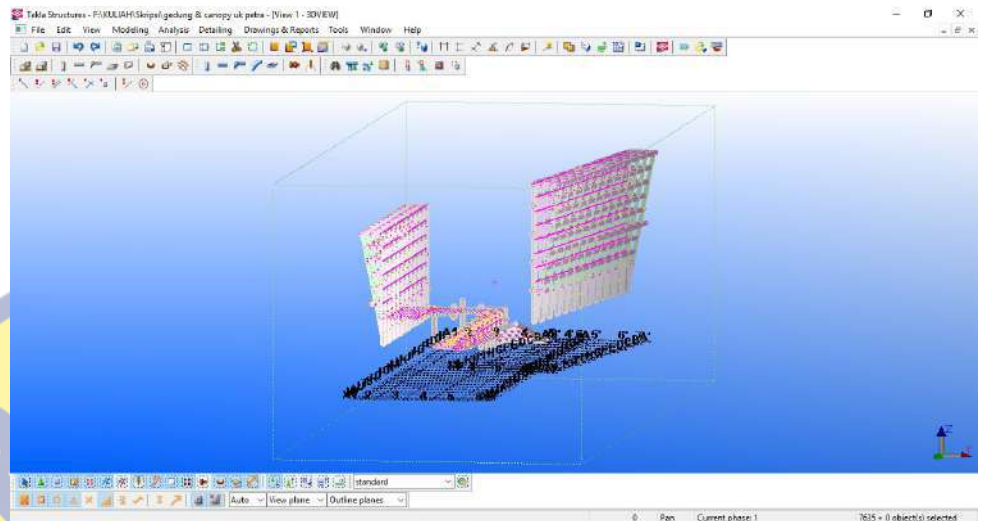 Tekla Structures - F:\KULIAH\Skripsi\gedung & canopy uk petra - [View 1 - 3DVIEW]
File Edit View Modeling Analysis Detailing Drawings & Reports Tools Window Help
standard
Auto View plane Outline planes
0 Pan Current phase: 1 7635 + 0 object(s) selected